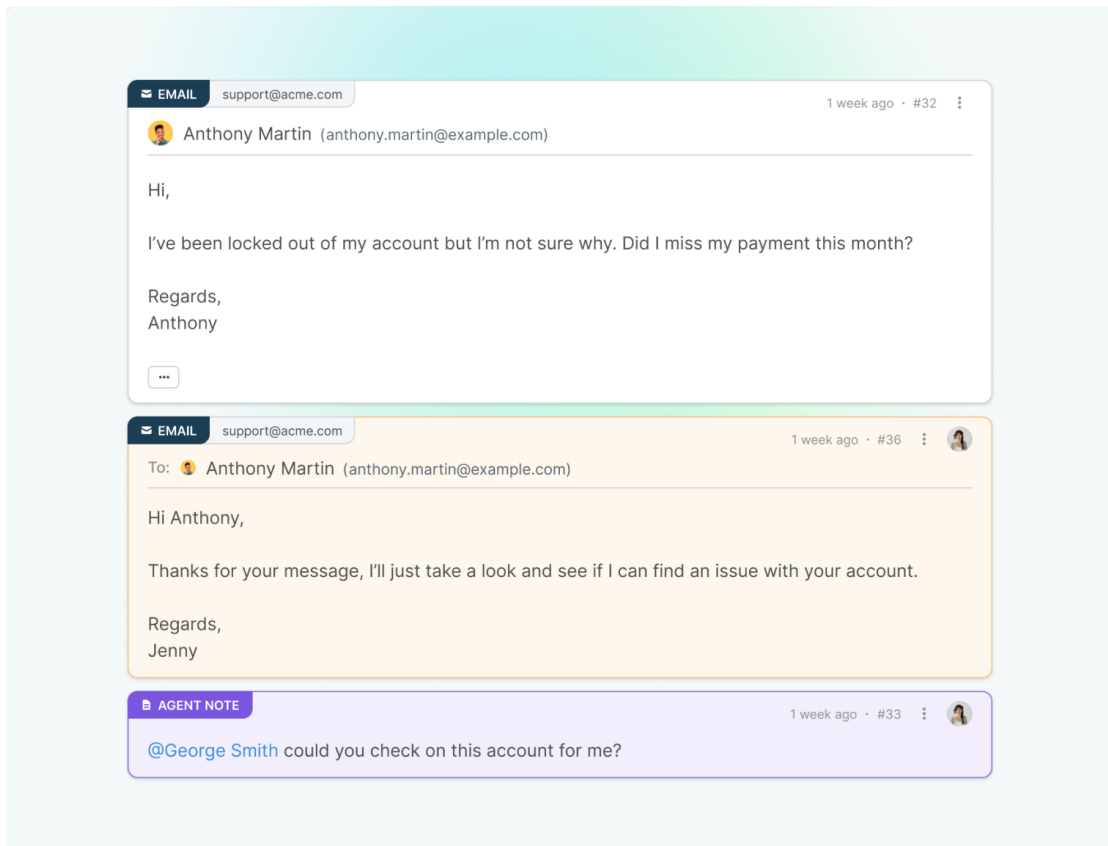 EMAIL support@acme.com
1 week ago · #32
Anthony Martin (anthony.martin@example.com)
Hi,
I've been locked out of my account but I'm not sure why. Did I miss my payment this month?
Regards,
Anthony
EMAIL support@acme.com
1 week ago · #36
To: Anthony Martin (anthony.martin@example.com)
Hi Anthony,
Thanks for your message, I'll just take a look and see if I can find an issue with your account.
Regards,
Jenny
AGENT NOTE
1 week ago · #33
@George Smith could you check on this account for me?